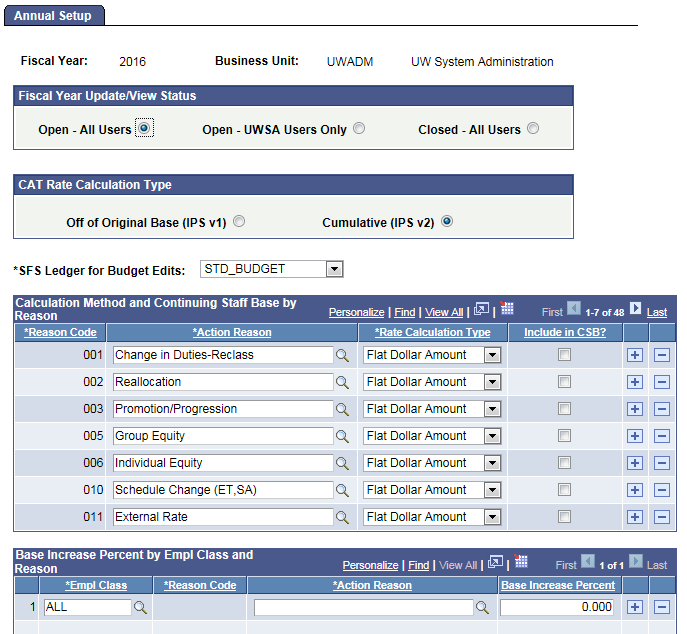 Annual Setup
Fiscal Year: 2016 Business Unit: UWADM UW System Administration
Fiscal Year Update/View Status
Open - All Users Open - UWSA Users Only Closed - All Users
CAT Rate Calculation Type
Off of Original Base (IPS v1) Cumulative (IPS v2)
*SFS Ledger for Budget Edits: STD_BUDGET
Calculation Method and Continuing Staff Base by
Reason Personalize | Find | View All | | First 1-7 of 48 Last
*Reason Code *Action Reason *Rate Calculation Type Include in CSB?
001 Change in Duties-Reclass Flat Dollar Amount
002 Reallocation Flat Dollar Amount
003 Promotion/Progression Flat Dollar Amount
005 Group Equity Flat Dollar Amount
006 Individual Equity Flat Dollar Amount
010 Schedule Change (ET,SA) Flat Dollar Amount
011 External Rate Flat Dollar Amount
Base Increase Percent by Empl Class and
Reason Personalize | Find | View All | | First 1 of 1 Last
*Empl Class *Reason Code *Action Reason Base Increase Percent
1 ALL 0.000